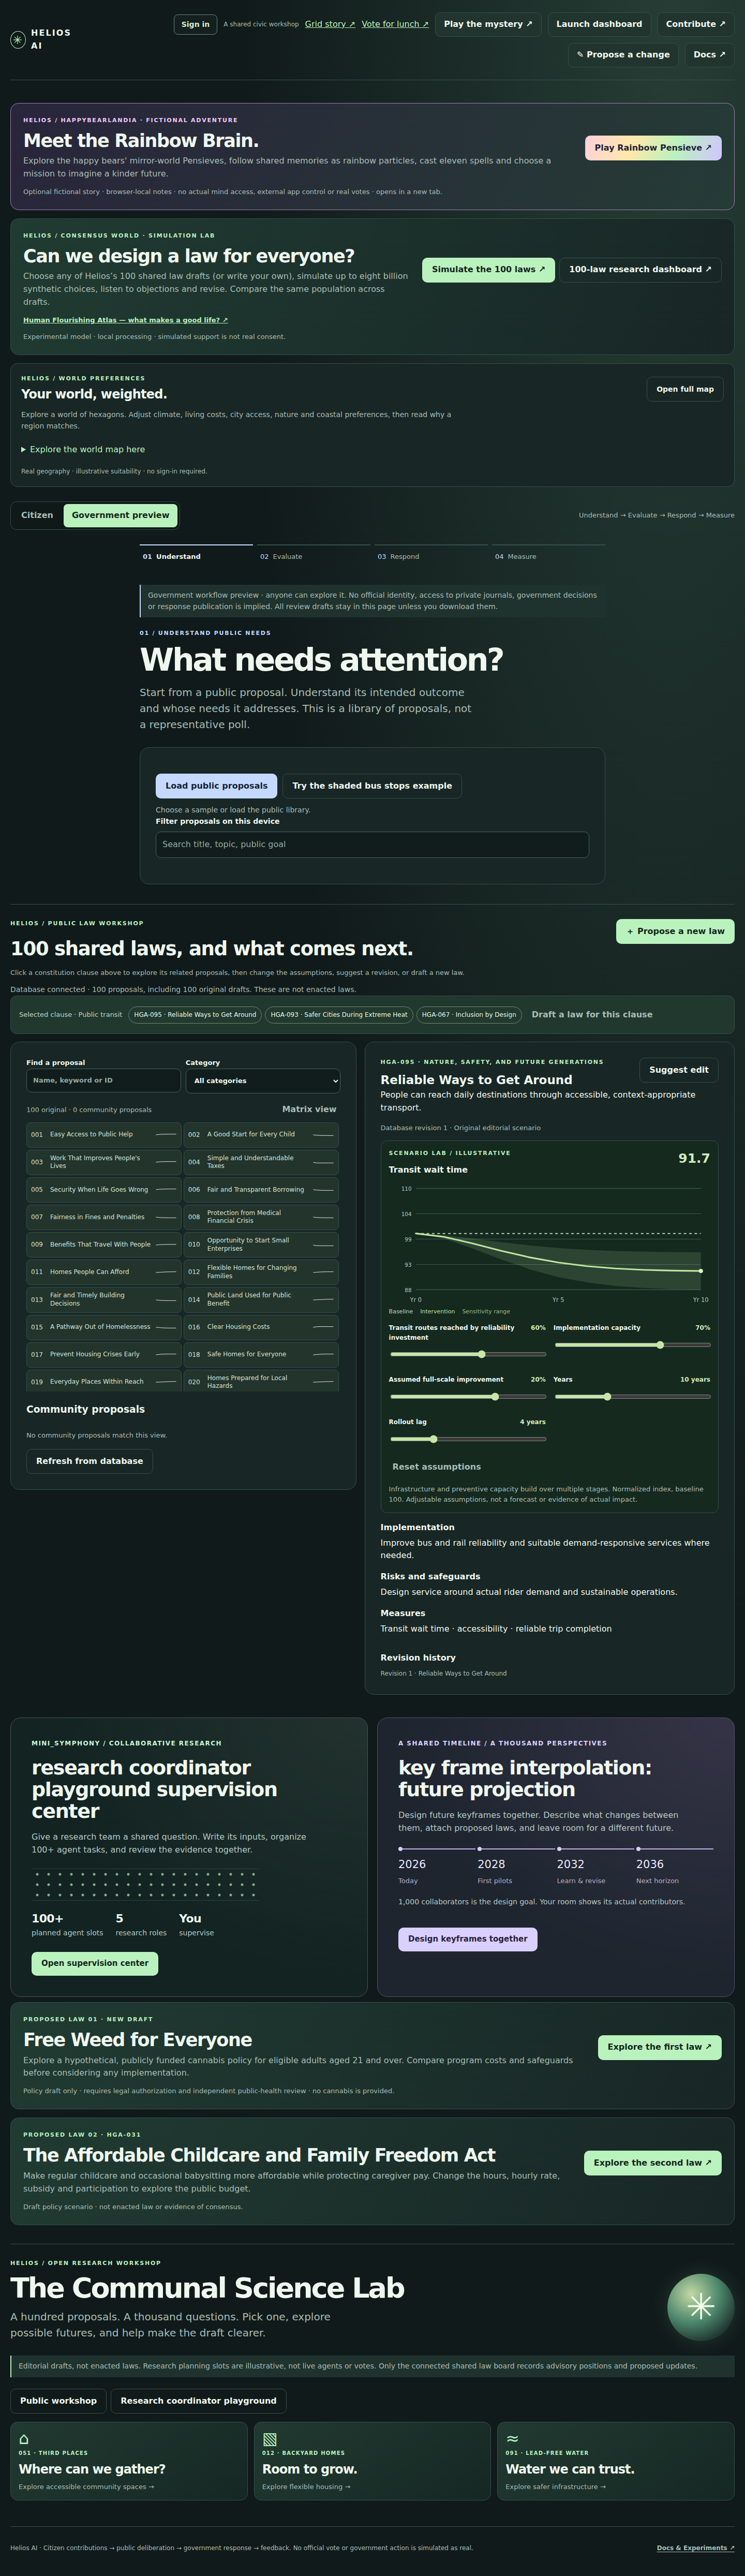 HELIOS
AI
Sign in
A shared civic workshop
Grid story ↗
Vote for lunch ↗
Play the mystery ↗
Launch dashboard
Contribute ↗
✎ Propose a change
Docs ↗
HELIOS / HAPPYBEARLANDIA · FICTIONAL ADVENTURE
Meet the Rainbow Brain.
Explore the happy bears' mirror-world Pensieves, follow shared memories as rainbow particles, cast eleven spells and choose a
mission to imagine a kinder future.
Optional fictional story · browser-local notes · no actual mind access, external app control or real votes · opens in a new tab.
Play Rainbow Pensieve ↗
HELIOS / CONSENSUS WORLD · SIMULATION LAB
Can we design a law for everyone?
Choose any of Helios’s 100 shared law drafts (or write your own), simulate up to eight billion
synthetic choices, listen to objections and revise. Compare the same population across
drafts.
Human Flourishing Atlas — what makes a good life? ↗
Experimental model · local processing · simulated support is not real consent.
Simulate the 100 laws ↗
100-law research dashboard ↗
HELIOS / WORLD PREFERENCES
Your world, weighted.
Explore a world of hexagons. Adjust climate, living costs, city access, nature and coastal preferences, then read why a
region matches.
▶ Explore the world map here
Real geography · illustrative suitability · no sign-in required.
Open full map
Citizen
Government preview
Understand → Evaluate → Respond → Measure
01 Understand
02 Evaluate
03 Respond
04 Measure
Government workflow preview · anyone can explore it. No official identity, access to private journals, government decisions
or response publication is implied. All review drafts stay in this page unless you download them.
01 / UNDERSTAND PUBLIC NEEDS
What needs attention?
Start from a public proposal. Understand its intended outcome
and whose needs it addresses. This is a library of proposals, not
a representative poll.
Load public proposals
Try the shaded bus stops example
Choose a sample or load the public library.
Filter proposals on this device
Search title, topic, public goal
HELIOS / PUBLIC LAW WORKSHOP
100 shared laws, and what comes next.
Click a constitution clause above to explore its related proposals, then change the assumptions, suggest a revision, or draft a new law.
＋ Propose a new law
Database connected · 100 proposals, including 100 original drafts. These are not enacted laws.
Selected clause · Public transit
HGA-095 · Reliable Ways to Get Around
HGA-093 · Safer Cities During Extreme Heat
HGA-067 · Inclusion by Design
Draft a law for this clause
Find a proposal
Category
Name, keyword or ID
All categories
100 original · 0 community proposals
Matrix view
001 Easy Access to Public Help
002 A Good Start for Every Child
003 Work That Improves People's
Lives
004 Simple and Understandable
Taxes
005 Security When Life Goes Wrong
006 Fair and Transparent Borrowing
007 Fairness in Fines and Penalties
008 Protection from Medical
Financial Crisis
009 Benefits That Travel With People
010 Opportunity to Start Small
Enterprises
011 Homes People Can Afford
012 Flexible Homes for Changing
Families
013 Fair and Timely Building
Decisions
014 Public Land Used for Public
Benefit
015 A Pathway Out of Homelessness
016 Clear Housing Costs
017 Prevent Housing Crises Early
018 Safe Homes for Everyone
019 Everyday Places Within Reach
020 Homes Prepared for Local
Hazards
Community proposals
No community proposals match this view.
Refresh from database
HGA-095 · NATURE, SAFETY, AND FUTURE GENERATIONS
Reliable Ways to Get Around
People can reach daily destinations through accessible, context-appropriate
transport.
Suggest edit
Database revision 1 · Original editorial scenario
SCENARIO LAB / ILLUSTRATIVE
Transit wait time
91.7
110
104
99
93
88
Yr 0
Yr 5
Yr 10
Baseline
Intervention
Sensitivity range
Transit routes reached by reliability
investment
60%
Implementation capacity
70%
Assumed full-scale improvement
20%
Years
10 years
Rollout lag
4 years
Reset assumptions
Infrastructure and preventive capacity build over multiple stages. Normalized index, baseline
100. Adjustable assumptions, not a forecast or evidence of actual impact.
Implementation
Improve bus and rail reliability and suitable demand-responsive services where
needed.
Risks and safeguards
Design service around actual rider demand and sustainable operations.
Measures
Transit wait time · accessibility · reliable trip completion
Revision history
Revision 1 · Reliable Ways to Get Around
MINI_SYMPHONY / COLLABORATIVE RESEARCH
research coordinator
playground supervision
center
Give a research team a shared question. Write its inputs, organize
100+ agent tasks, and review the evidence together.
100+
planned agent slots
5
research roles
You
supervise
Open supervision center
A SHARED TIMELINE / A THOUSAND PERSPECTIVES
key frame interpolation:
future projection
Design future keyframes together. Describe what changes between
them, attach proposed laws, and leave room for a different future.
2026
Today
2028
First pilots
2032
Learn & revise
2036
Next horizon
1,000 collaborators is the design goal. Your room shows its actual contributors.
Design keyframes together
PROPOSED LAW 01 · NEW DRAFT
Free Weed for Everyone
Explore a hypothetical, publicly funded cannabis policy for eligible adults aged 21 and over. Compare program costs and safeguards
before considering any implementation.
Policy draft only · requires legal authorization and independent public-health review · no cannabis is provided.
Explore the first law ↗
PROPOSED LAW 02 · HGA-031
The Affordable Childcare and Family Freedom Act
Make regular childcare and occasional babysitting more affordable while protecting caregiver pay. Change the hours, hourly rate,
subsidy and participation to explore the public budget.
Draft policy scenario · not enacted law or evidence of consensus.
Explore the second law ↗
HELIOS / OPEN RESEARCH WORKSHOP
The Communal Science Lab
A hundred proposals. A thousand questions. Pick one, explore
possible futures, and help make the draft clearer.
Editorial drafts, not enacted laws. Research planning slots are illustrative, not live agents or votes. Only the connected shared law board records advisory positions and proposed updates.
Public workshop
Research coordinator playground
051 · THIRD PLACES
Where can we gather?
Explore accessible community spaces →
012 · BACKYARD HOMES
Room to grow.
Explore flexible housing →
091 · LEAD-FREE WATER
Water we can trust.
Explore safer infrastructure →
Helios AI · Citizen contributions → public deliberation → government response → feedback. No official vote or government action is simulated as real.
Docs & Experiments ↗